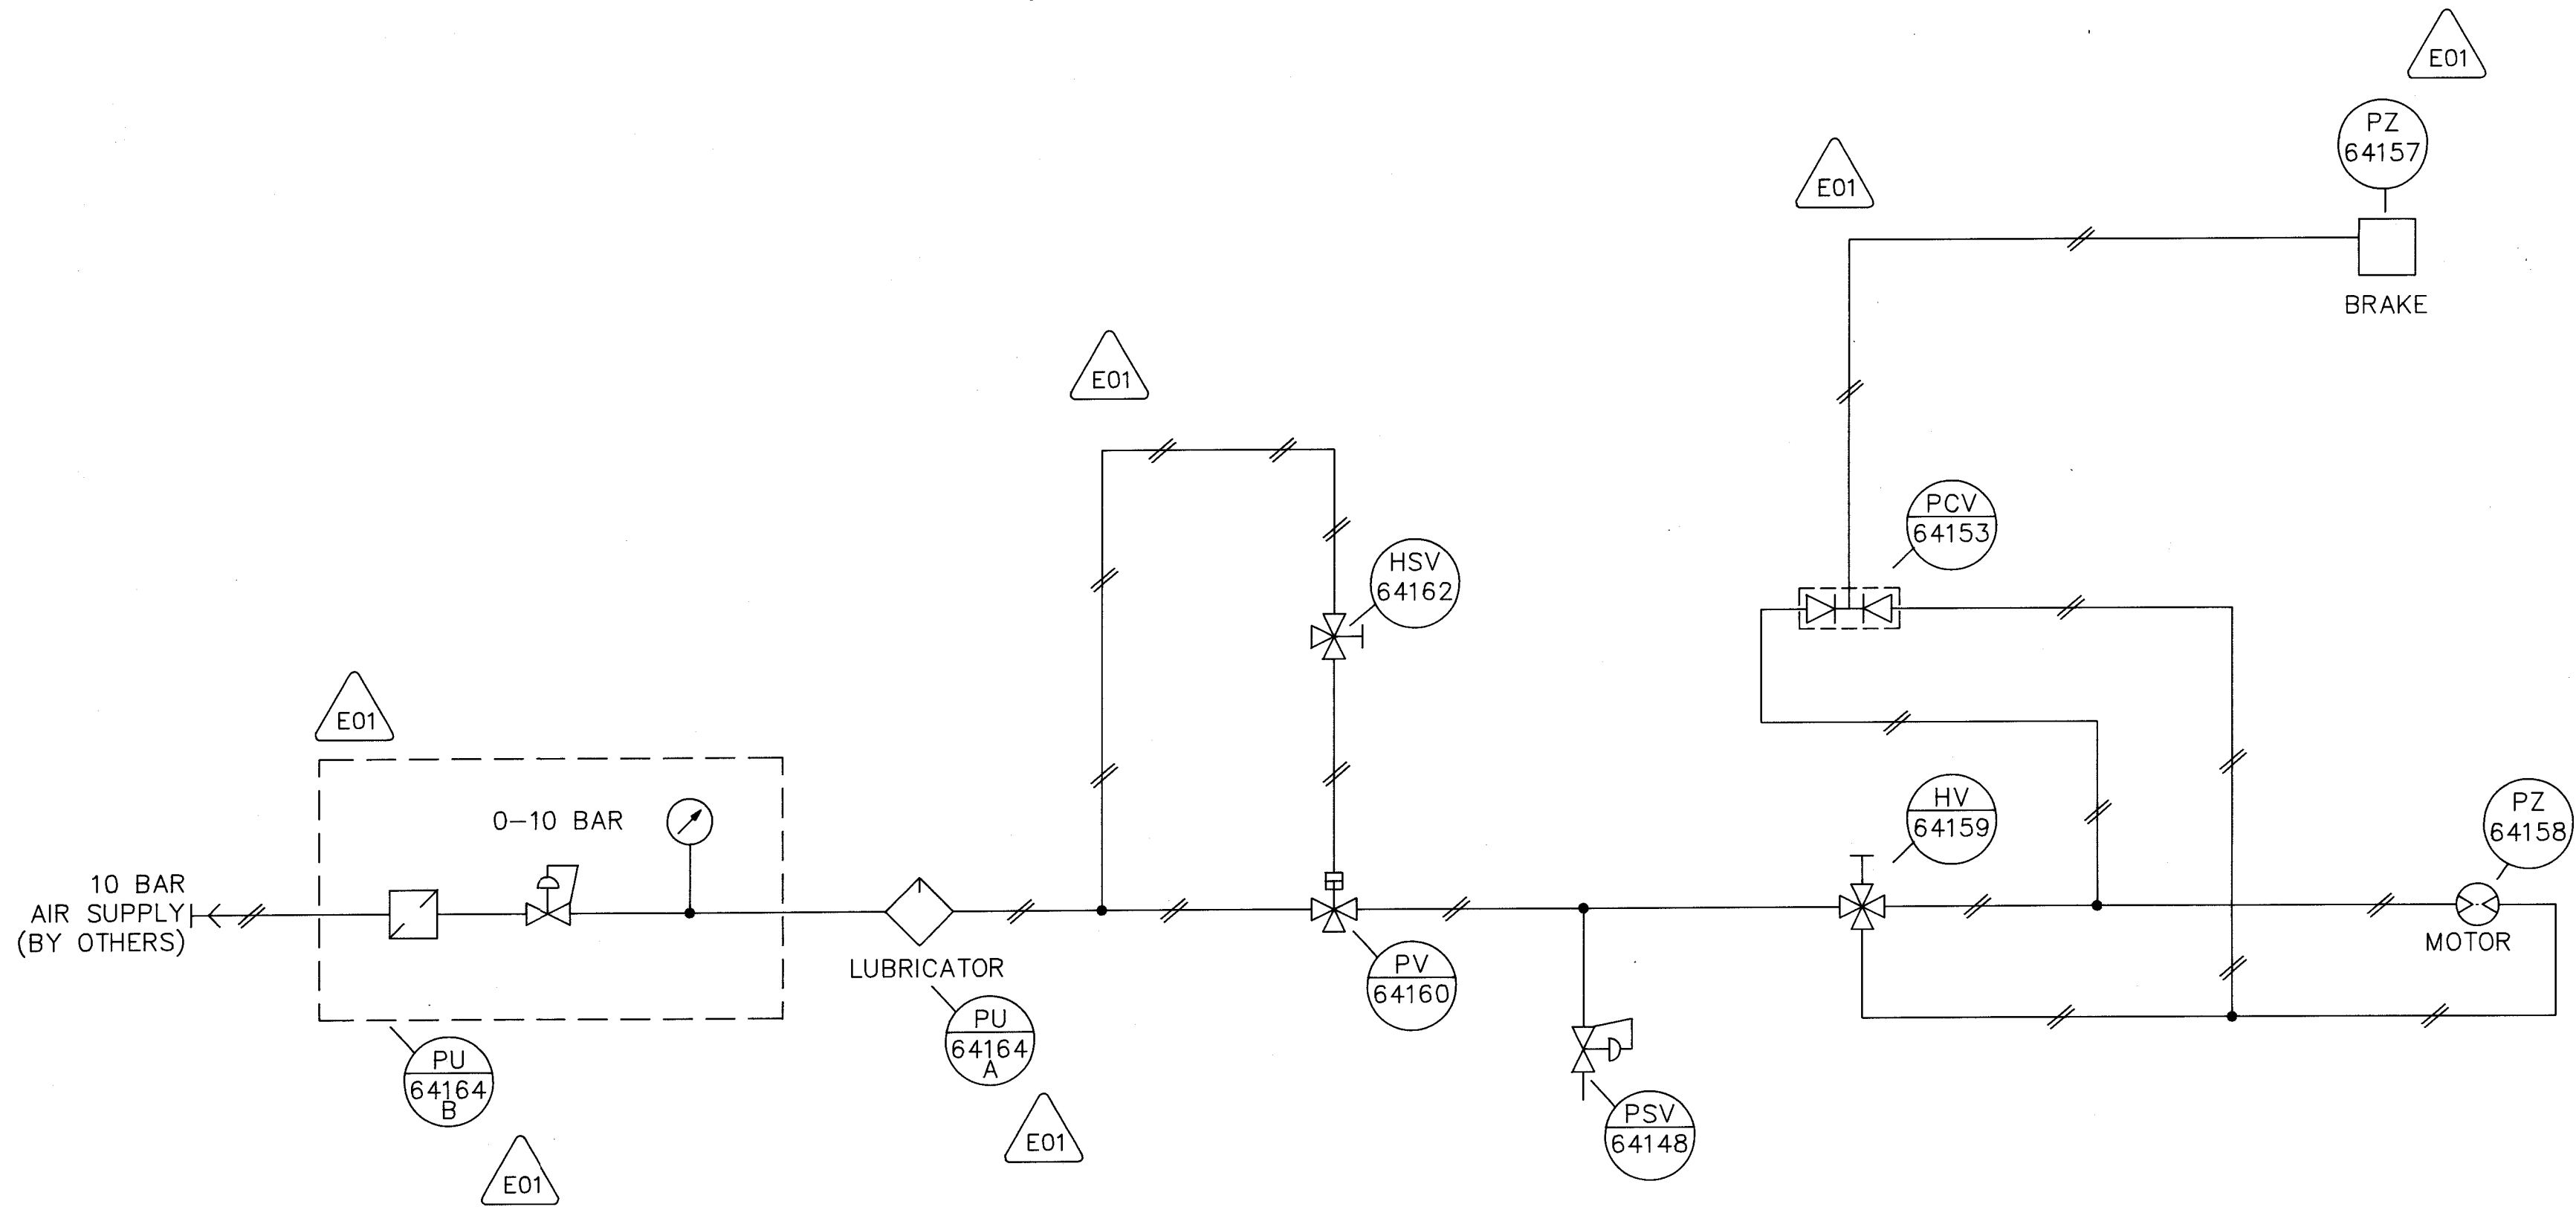 E01
PZ
64157
E01
BRAKE
E01
PCV
64153
HSV
64162
E01
0-10 BAR
HV
64159
PZ
64158
10 BAR
AIR SUPPLY
(BY OTHERS)
MOTOR
LUBRICATOR
PV
64160
PU
64164
A
PU
64164
B
PSV
64148
E01
E01